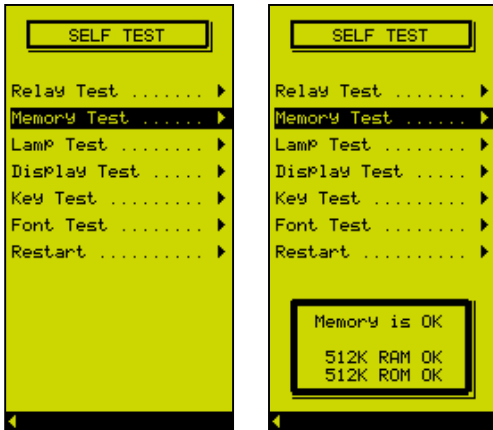 SELF TEST
Relay Test ....... ▶
Memory Test ...... ▶
Lamp Test ........ ▶
Display Test ..... ▶
Key Test ......... ▶
Font Test ........ ▶
Restart .......... ▶
SELF TEST
Relay Test ....... ▶
Memory Test ...... ▶
Lamp Test ........ ▶
Display Test ..... ▶
Key Test ......... ▶
Font Test ........ ▶
Restart .......... ▶
Memory is OK
512K RAM OK
512K ROM OK